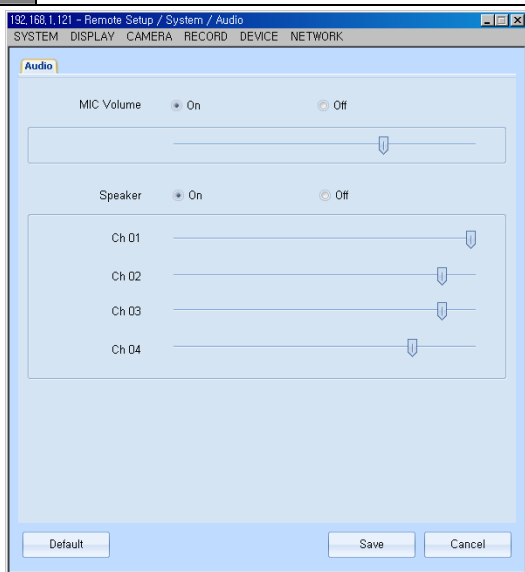 192,168,1,121 - Remote Setup / System / Audio
SYSTEM DISPLAY CAMERA RECORD DEVICE NETWORK
Audio
MIC Volume On Off
Speaker On Off
Ch 01
Ch 02
Ch 03
Ch 04
Default Save Cancel